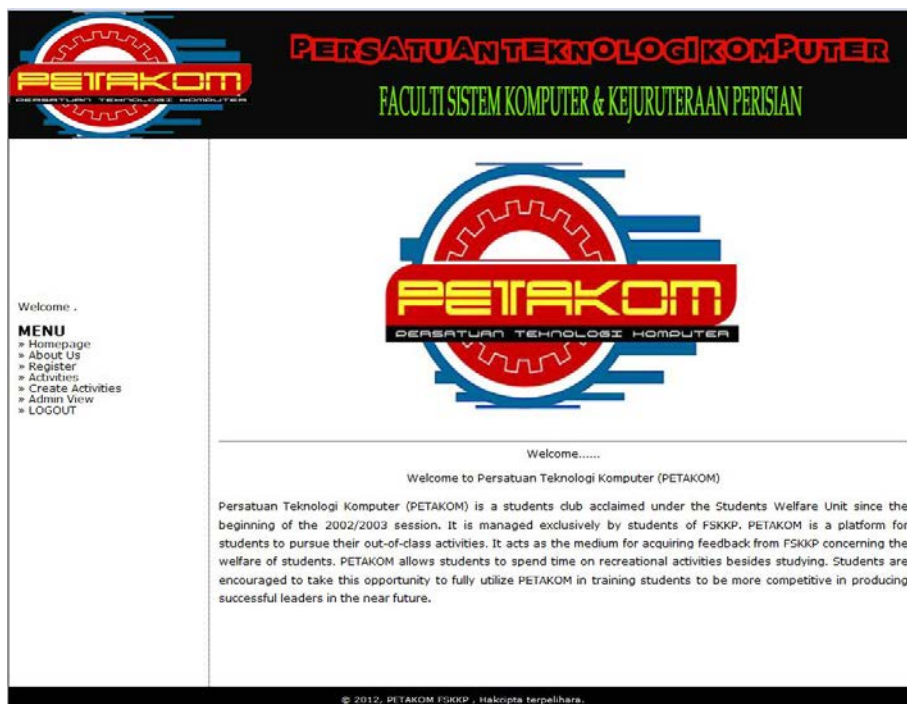 PETAKOM
PERSATUAN TEKNOLOGI KOMPUTER
PERSATUAN TEKNOLOGI KOMPUTER
FACULTI SISTEM KOMPUTER & KEJURUTERAAN PERISIAN
Welcome .
MENU
» Homepage
» About Us
» Register
» Activities
» Create Activities
» Admin View
» LOGOUT
PETAKOM
PERSATUAN TEHNOLOGI KOMPUTER
Welcome......
Welcome to Persatuan Teknologi Komputer (PETAKOM)
Persatuan Teknologi Komputer (PETAKOM) is a students club acclaimed under the Students Welfare Unit since the
beginning of the 2002/2003 session. It is managed exclusively by students of FSKKP. PETAKOM is a platform for
students to pursue their out-of-class activities. It acts as the medium for acquiring feedback from FSKKP concerning the
welfare of students. PETAKOM allows students to spend time on recreational activities besides studying. Students are
encouraged to take this opportunity to fully utilize PETAKOM in training students to be more competitive in producing
successful leaders in the near future.
© 2012, PETAKOM FSKKP , Hakcipta terpelihara.